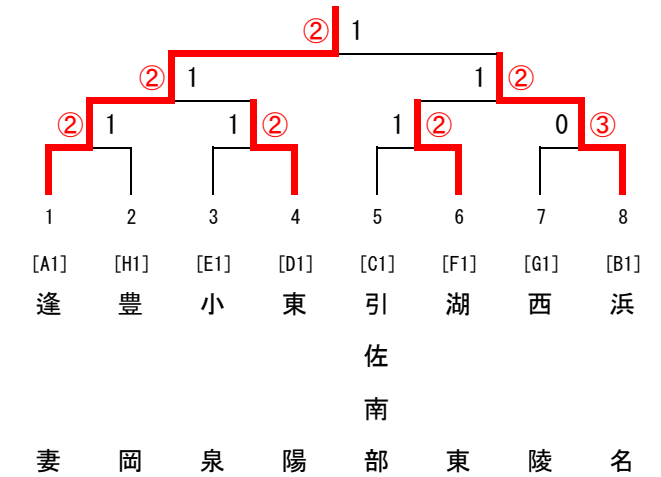 ② 1
② 1 1 ②
② 1 1 ② 1 ② 0 ③
1 2 3 4 5 6 7 8
[A1] [H1] [E1] [D1] [C1] [F1] [G1] [B1]
逢妻 豊岡 小泉 東陽 引佐南部 湖東 西陵 浜名